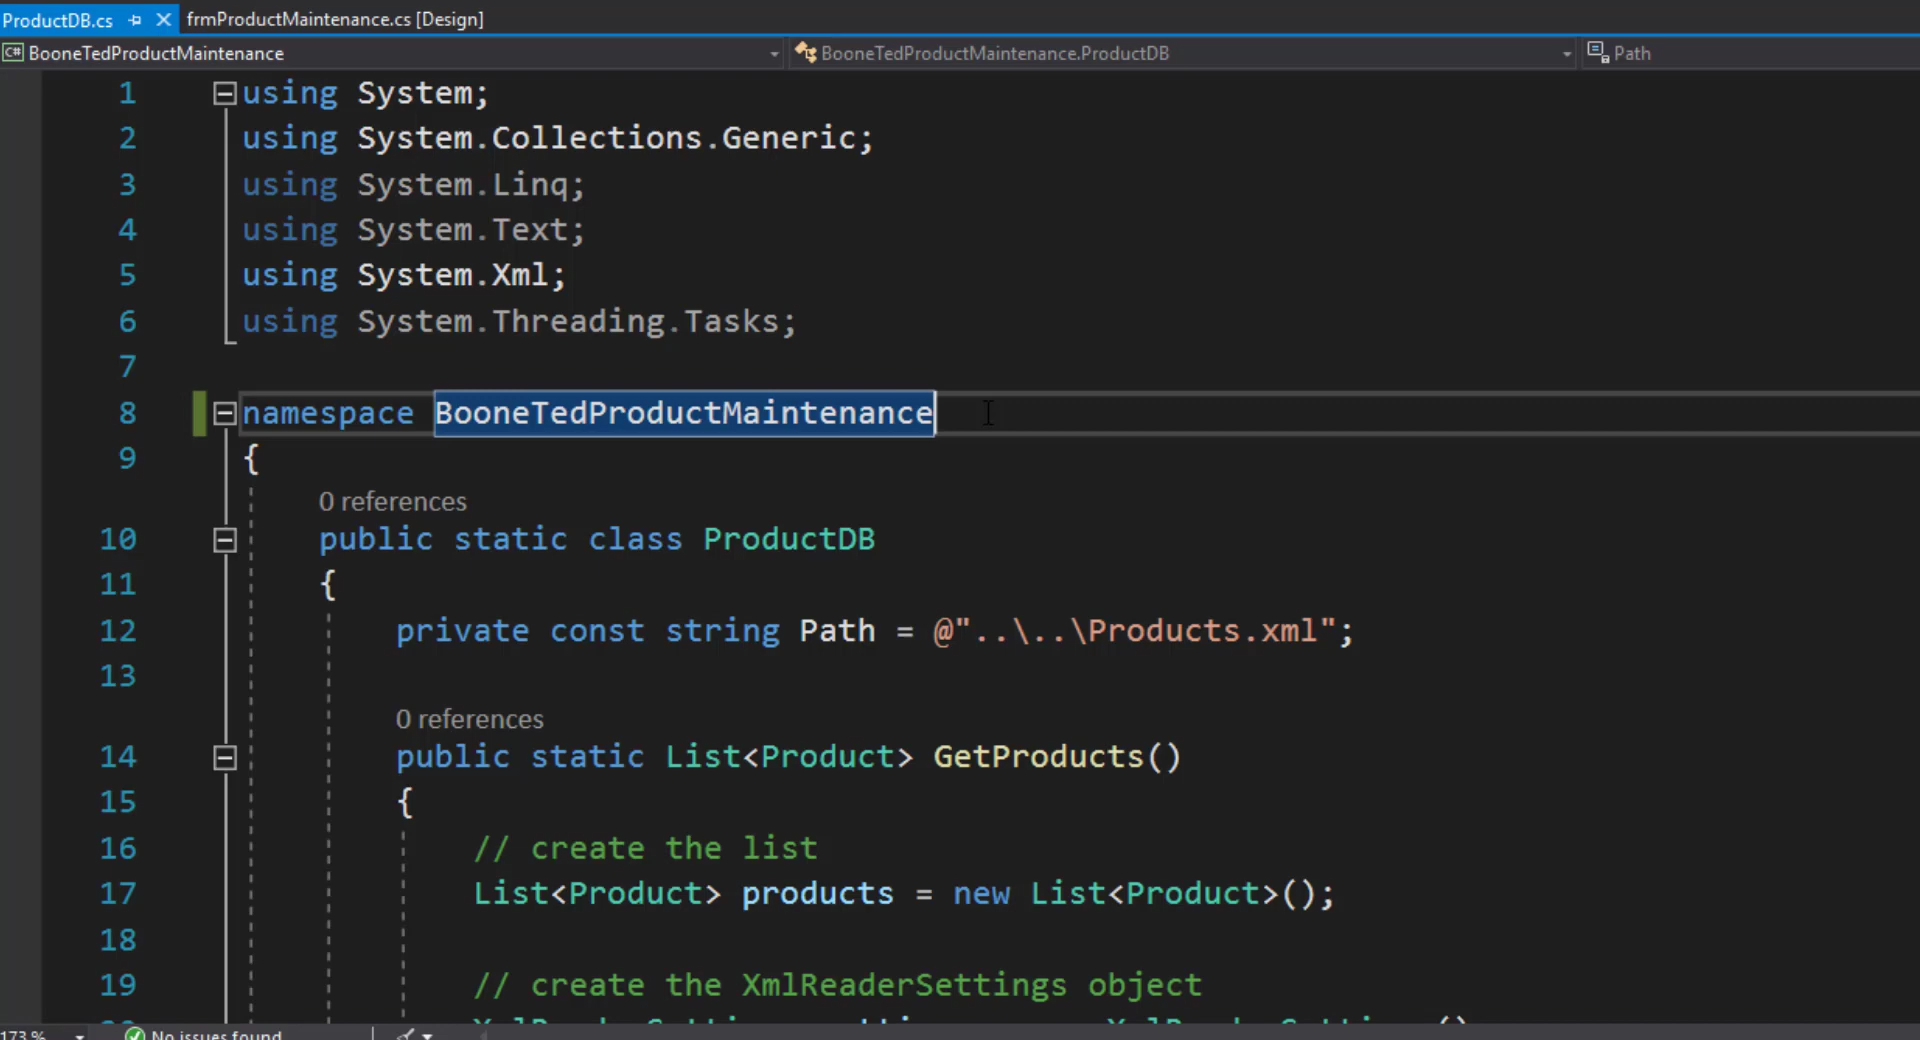 ProductDB.cs frmProductMaintenance.cs [Design]
C# BooneTedProductMaintenance BooneTedProductMaintenance.ProductDB Path
1 using System;
2 using System.Collections.Generic;
3 using System.Linq;
4 using System.Text;
5 using System.Xml;
6 using System.Threading.Tasks;
7
8 namespace BooneTedProductMaintenance
9 {
0 references
10 public static class ProductDB
11 {
12 private const string Path = @"..\..\Products.xml";
13
0 references
14 public static List<Product> GetProducts()
15 {
16 // create the list
17 List<Product> products = new List<Product>();
18
19 // create the XmlReaderSettings object
173 % No issues found